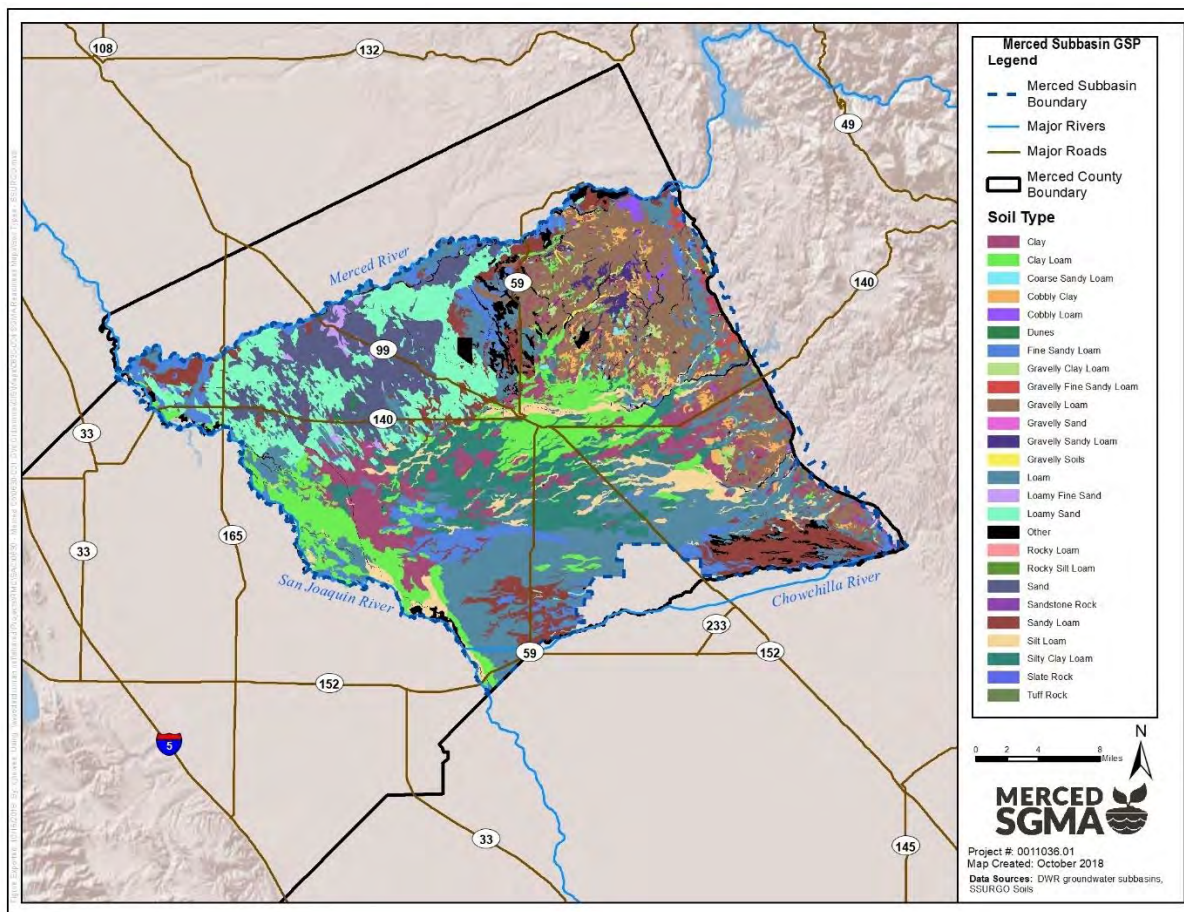 108
132
49
Merced River
59
140
99
140
33
165
33
San Joaquin River
Chowchilla River
233
59
152
152
5
33
145
Merced Subbasin GSP
Legend
Merced Subbasin
Boundary
Major Rivers
Major Roads
Merced County
Boundary
Soil Type
Clay
Clay Loam
Coarse Sandy Loam
Cobbly Clay
Cobbly Loam
Dunes
Fine Sandy Loam
Gravelly Clay Loam
Gravelly Fine Sandy Loam
Gravelly Loam
Gravelly Sand
Gravelly Sandy Loam
Gravelly Soils
Loam
Loamy Fine Sand
Loamy Sand
Other
Rocky Loam
Rocky Silt Loam
Sand
Sandstone Rock
Sandy Loam
Silt Loam
Silty Clay Loam
Slate Rock
Tuff Rock
N
0 2 4 8
Miles
MERCED
SGMA
Project #: 0011036.01
Map Created: October 2018
Data Sources: DWR groundwater subbasins,
SSURGO Soils